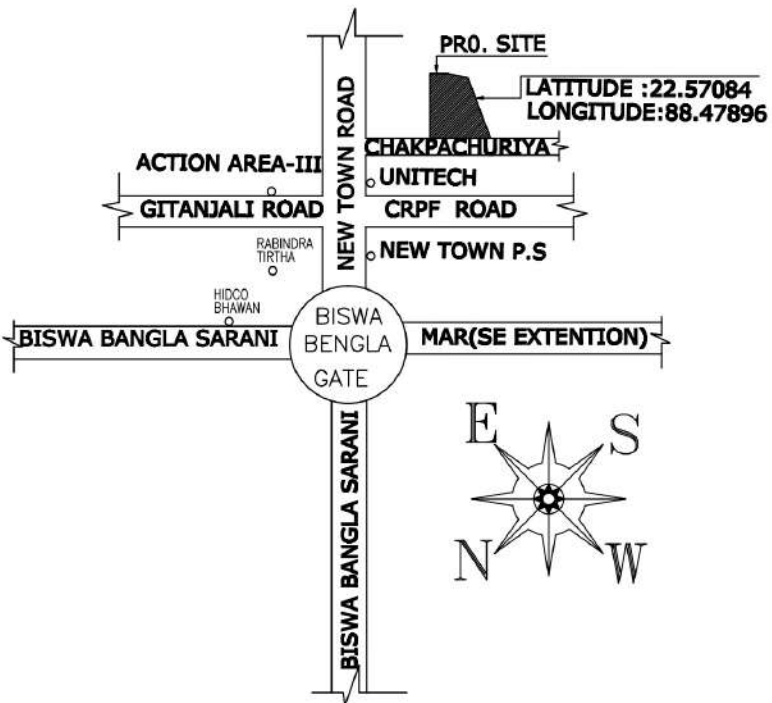 PRO. SITE
LATITUDE :22.57084
LONGITUDE:88.47896
NEW TOWN ROAD
CHAKPACHURIYA
ACTION AREA-III
UNITECH
GITANJALI ROAD
CRPF ROAD
RABINDRA
TIRTHA
NEW TOWN P.S
HIDCO
BHAWAN
BISWA
BENGLA
GATE
BISWA BANGLA SARANI
MAR(SE EXTENTION)
BISWA BANGLA SARANI
E
S
N
W